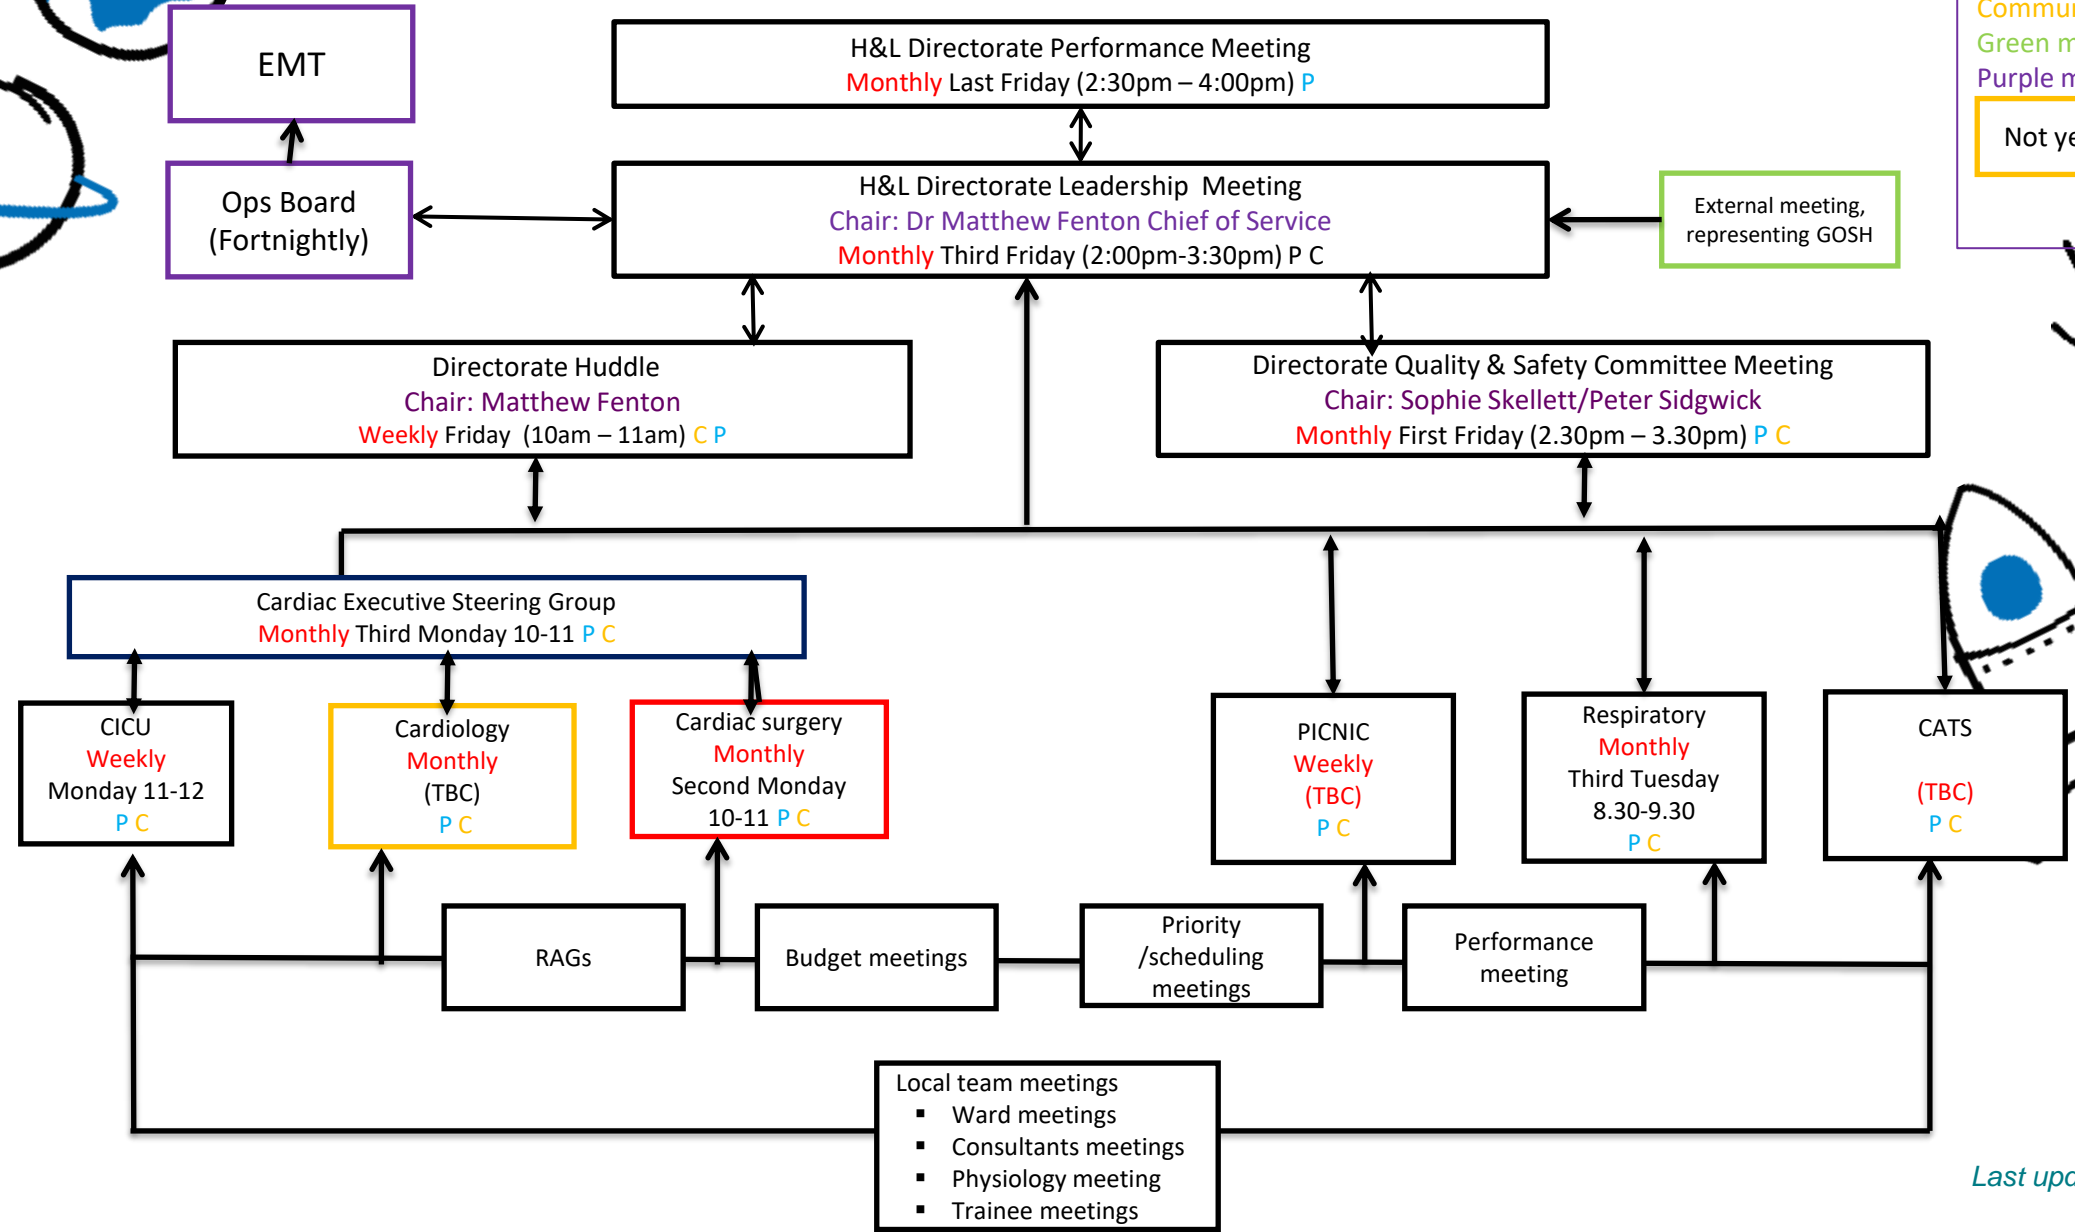 EMT
H&L Directorate Performance Meeting
Monthly Last Friday (2:30pm – 4:00pm) P
Green
Purple
Not
Ops Board
(Fortnightly)
H&L Directorate Leadership  Meeting
Chair: Dr Matthew Fenton Chief of Service
Monthly Third Friday (2:00pm-3:30pm) P C
External meeting,
representing GOSH
Directorate Huddle
Chair: Matthew Fenton
Weekly Friday  (10am – 11am) C P
Directorate Quality & Safety Committee Meeting
Chair: Sophie Skellett/Peter Sidgwick
Monthly First Friday (2.30pm – 3.30pm) P C
Cardiac Executive Steering Group
Monthly Third Monday 10-11 P C
CICU
Weekly
Monday 11-12
P C
Cardiology
Monthly
(TBC)
P C
Cardiac surgery
Monthly
Second Monday
10-11 P C
PICNIC
Weekly
(TBC)
P C
Respiratory
Monthly
Third Tuesday
8.30-9.30
P C
CATS
(TBC)
P C
RAGs
Budget meetings
Priority
/scheduling
meetings
Performance
meeting
Local team meetings
▪ Ward meetings
▪ Consultants meetings
▪ Physiology meeting
▪ Trainee meetings
Last